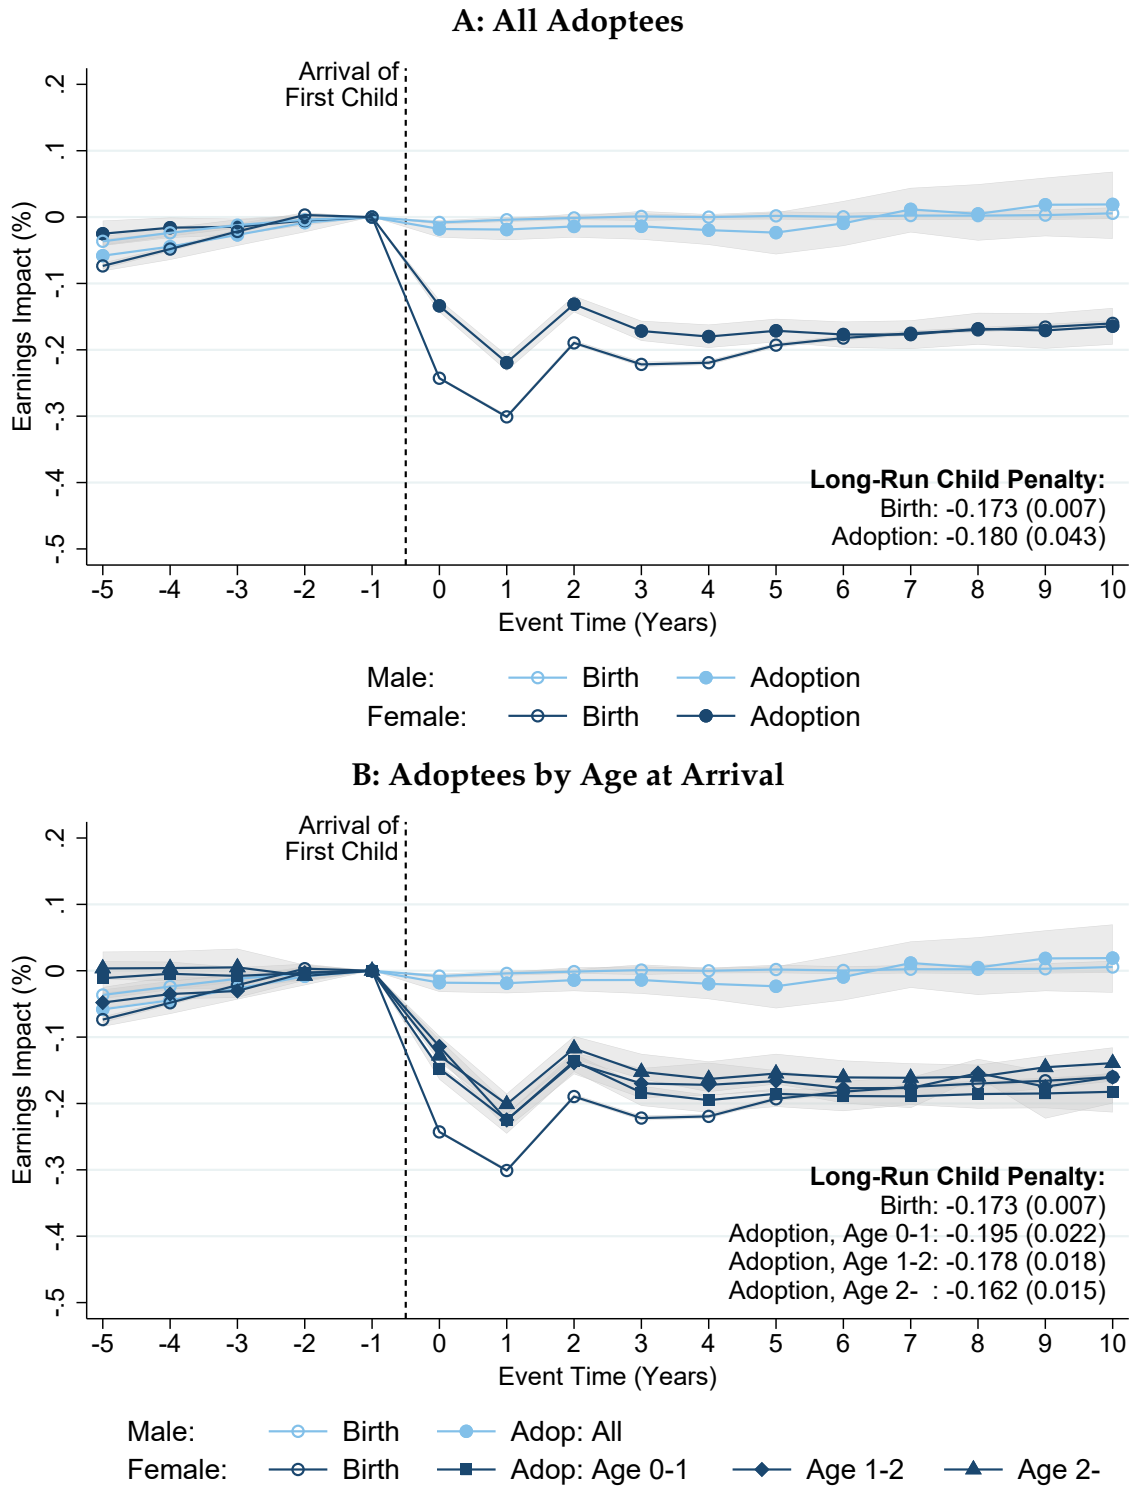 A: All Adoptees
Arrival of
First Child
.2
.1
0
-.1
-.2
-.3
-.4
-.5
Earnings Impact (%)
Long-Run Child Penalty:
Birth: -0.173 (0.007)
Adoption: -0.180 (0.043)
-5 -4 -3 -2 -1 0 1 2 3 4 5 6 7 8 9 10
Event Time (Years)
Male: Birth Adoption
Female: Birth Adoption
B: Adoptees by Age at Arrival
Arrival of
First Child
.2
.1
0
-.1
-.2
-.3
-.4
-.5
Earnings Impact (%)
Long-Run Child Penalty:
Birth: -0.173 (0.007)
Adoption, Age 0-1: -0.195 (0.022)
Adoption, Age 1-2: -0.178 (0.018)
Adoption, Age 2- : -0.162 (0.015)
-5 -4 -3 -2 -1 0 1 2 3 4 5 6 7 8 9 10
Event Time (Years)
Male: Birth Adop: All
Female: Birth Adop: Age 0-1 Age 1-2 Age 2-